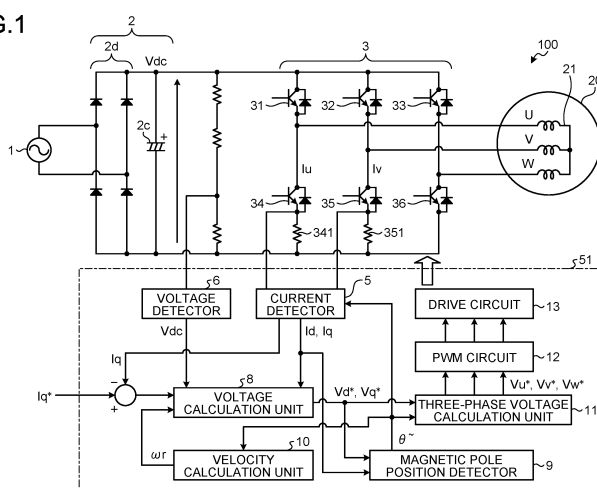 G.1
2
2d
Vdc
3
100
20
21
31
32
33
U
V
W
1
2c
+
Iu
Iv
34
35
36
341
351
51
6
5
VOLTAGE
DETECTOR
CURRENT
DETECTOR
DRIVE CIRCUIT
13
Vdc
Id, Iq
Iq
PWM CIRCUIT
12
8
Vu*, Vv*, Vw*
Vd*, Vq*
Iq*
−
+
VOLTAGE
CALCULATION UNIT
THREE-PHASE VOLTAGE
CALCULATION UNIT
11
ωr
10
θ~
VELOCITY
CALCULATION UNIT
MAGNETIC POLE
POSITION DETECTOR
9